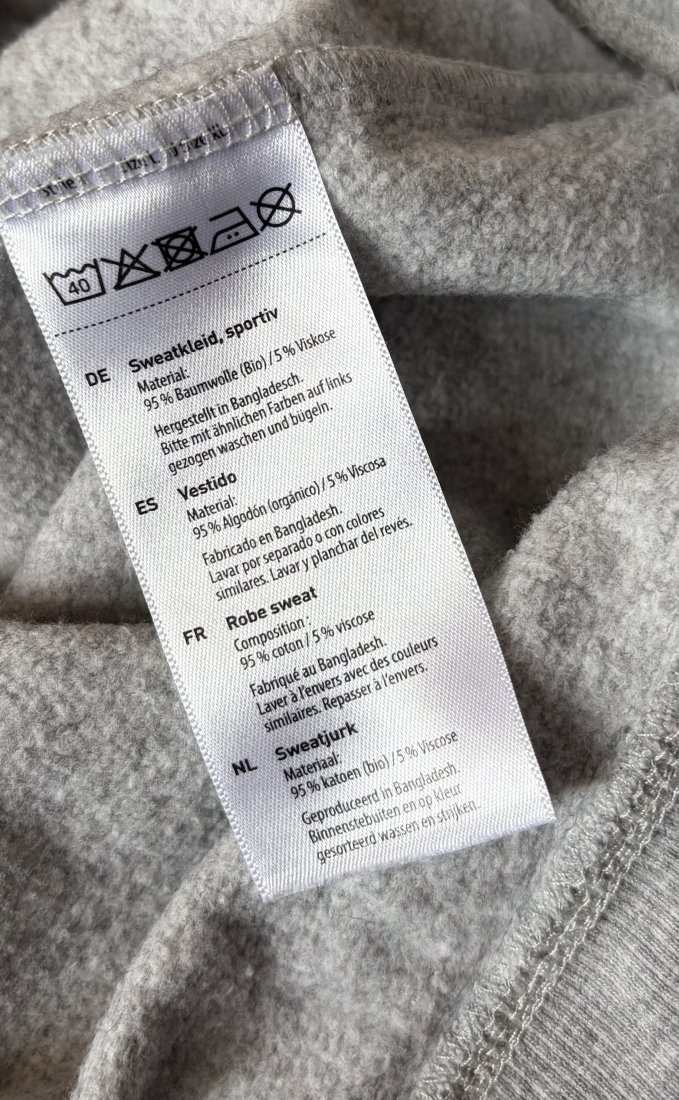 40
DE Sweatkleid, sportiv
Material:
95 % Baumwolle (Bio) / 5 % Viskose
Hergestellt in Bangladesch.
Bitte mit ähnlichen Farben auf links
gezogen waschen und bügeln.
ES Vestido
Material:
95 % Algodón (orgánico) / 5 % Viscosa
Fabricado en Bangladesh.
Lavar por separado o con colores
similares. Lavar y planchar del revés.
FR Robe sweat
Composition :
95 % coton / 5 % viscose
Fabriqué au Bangladesh.
Laver à l'envers avec des couleurs
similaires. Repasser à l'envers.
NL Sweatjurk
Materiaal:
95 % katoen (bio) / 5 % Viscose
Geproduceerd in Bangladesh.
Binnenstebuiten en op kleur
gesorteerd wassen en strijken.